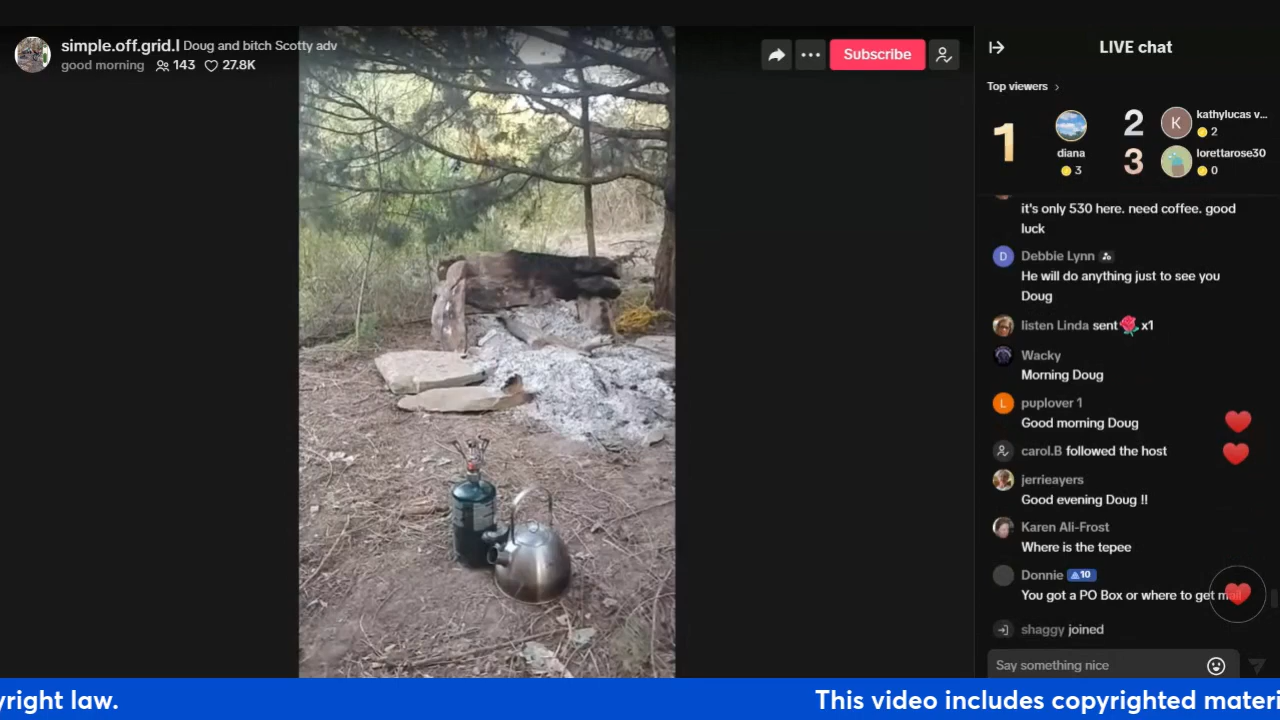 simple.off.grid.l Doug and bitch Scotty adv
good morning 143 27.8K
Subscribe
LIVE chat
Top viewers >
1
diana
3
2
K
kathylucas v...
2
3
lorettarose30
0
it's only 530 here. need coffee. good
luck
D
Debbie Lynn
He will do anything just to see you
Doug
listen Linda sent x1
Wacky
Morning Doug
L
puplover 1
Good morning Doug
carol.B followed the host
jerrieayers
Good evening Doug !!
Karen Ali-Frost
Where is the tepee
Donnie 10
You got a PO Box or where to get mail
shaggy joined
Say something nice
yright law.
This video includes copyrighted materi